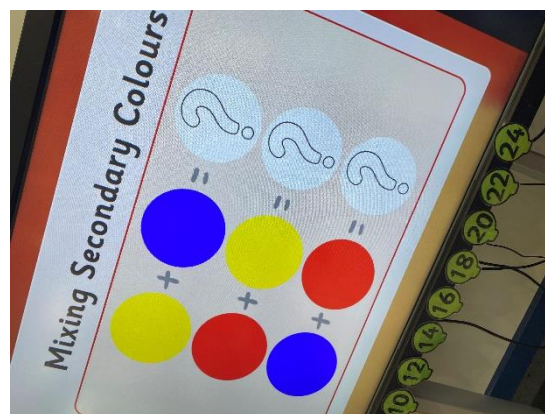 Mixing Secondary Colours
+ = ?
+ = ?
+ = ?
10
12
14
16
18
20
22
24